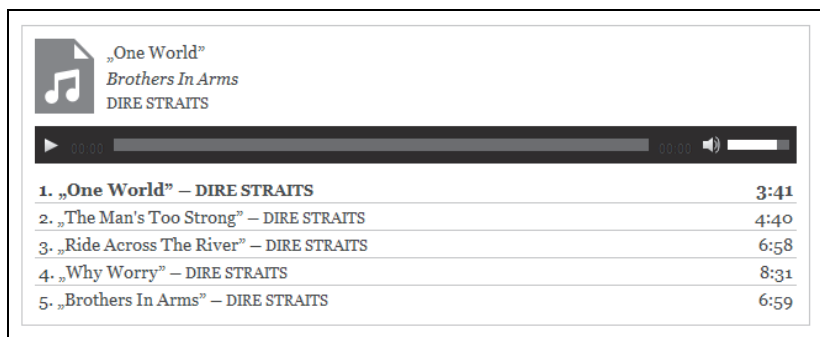 „One World”
Brothers In Arms
DIRE STRAITS
00:00 00:00
1. „One World” – DIRE STRAITS 3:41
2. „The Man's Too Strong” – DIRE STRAITS 4:40
3. „Ride Across The River” – DIRE STRAITS 6:58
4. „Why Worry” – DIRE STRAITS 8:31
5. „Brothers In Arms” – DIRE STRAITS 6:59